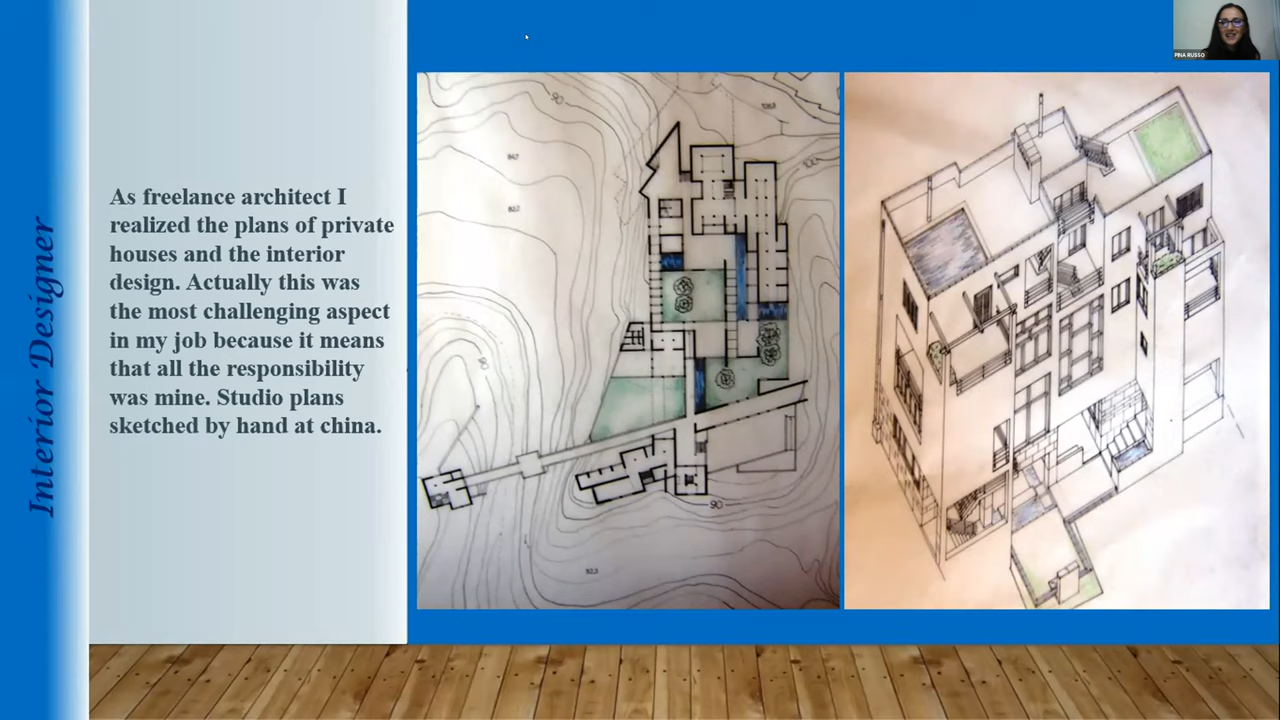 Interior Designer
As freelance architect I
realized the plans of private
houses and the interior
design. Actually this was
the most challenging aspect
in my job because it means
that all the responsibility
was mine. Studio plans
sketched by hand at china.
PINA RUSSO
90
90